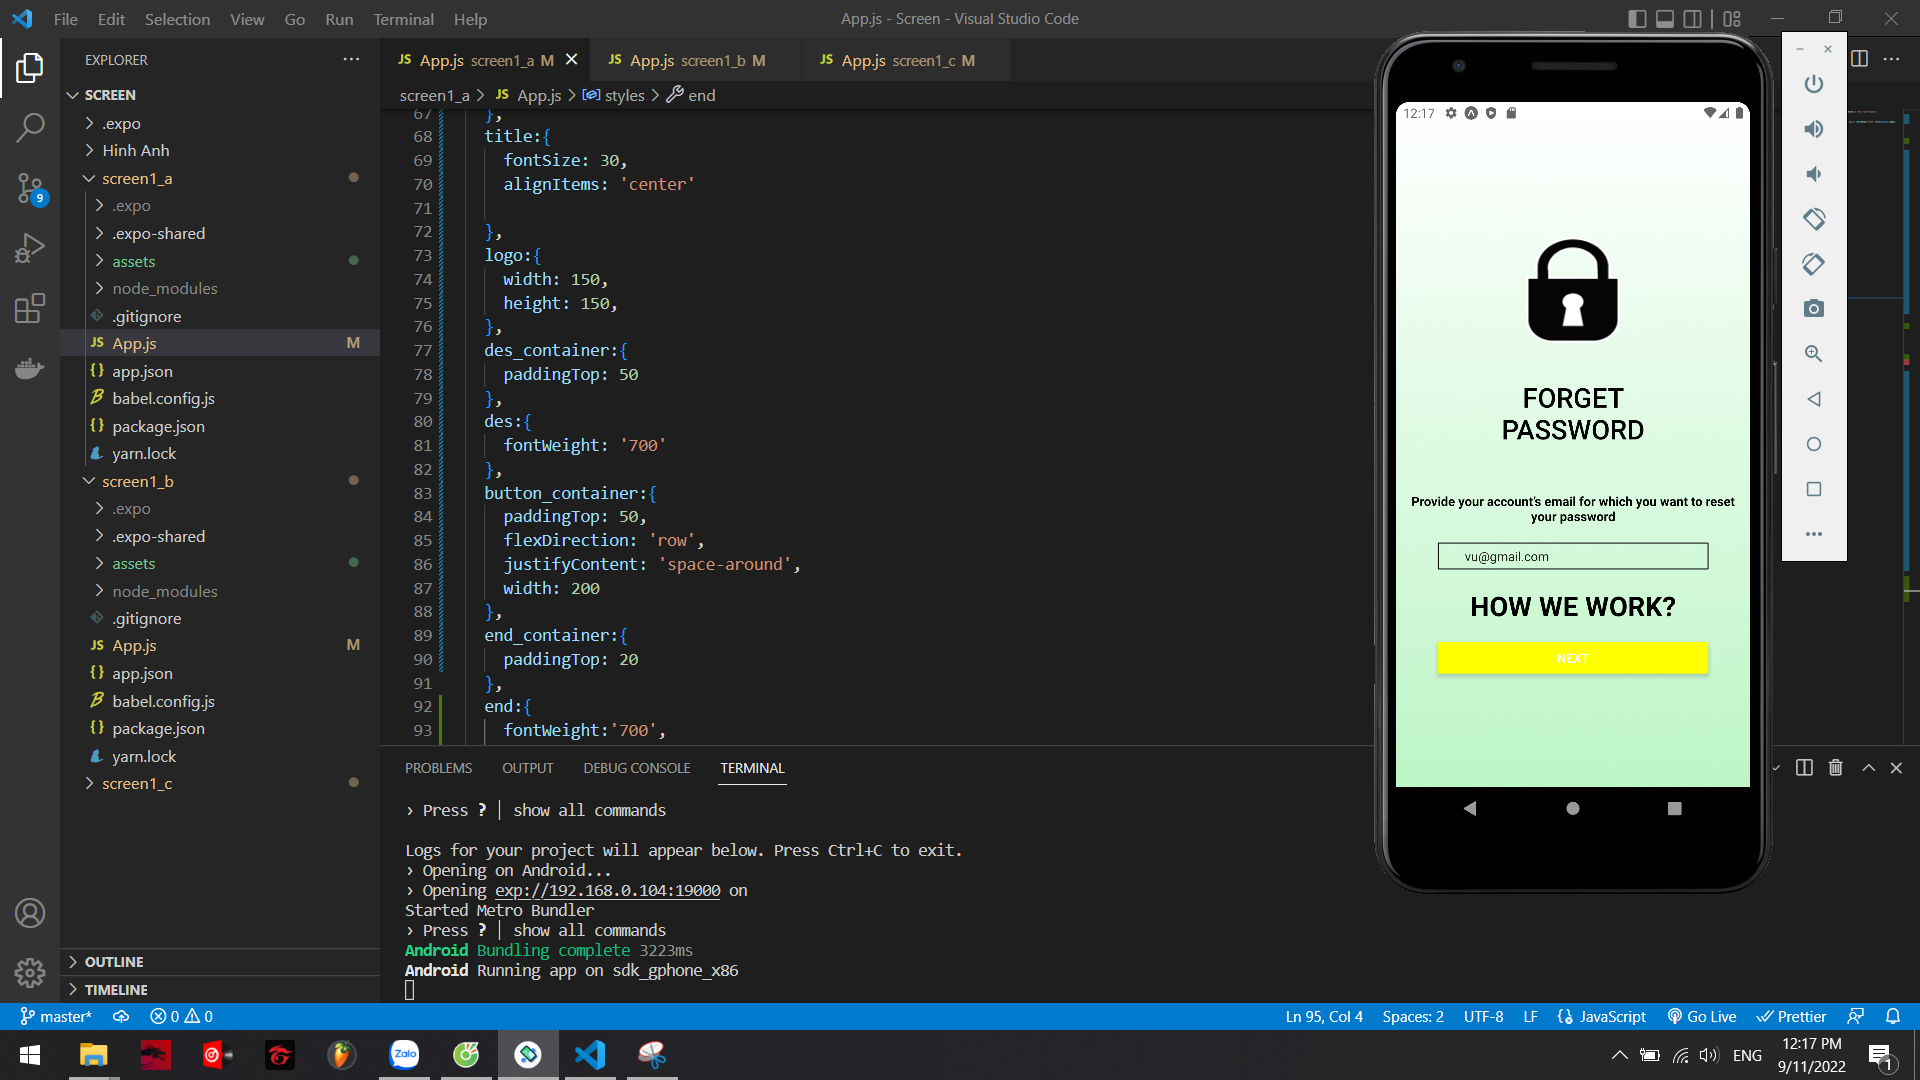 File Edit Selection View Go Run Terminal Help
App.js - Screen - Visual Studio Code
EXPLORER
SCREEN
.expo
Hinh Anh
screen1_a
.expo
.expo-shared
assets
node_modules
.gitignore
JS App.js M
{} app.json
babel.config.js
{} package.json
yarn.lock
screen1_b
.expo
.expo-shared
assets
node_modules
.gitignore
JS App.js M
{} app.json
babel.config.js
{} package.json
yarn.lock
screen1_c
OUTLINE
TIMELINE
9
JS App.js screen1_a M
JS App.js screen1_b M
JS App.js screen1_c M
screen1_a > JS App.js > styles > end
67 },
68 title:{
69 fontSize: 30,
70 alignItems: 'center'
71
72 },
73 logo:{
74 width: 150,
75 height: 150,
76 },
77 des_container:{
78 paddingTop: 50
79 },
80 des:{
81 fontWeight: '700'
82 },
83 button_container:{
84 paddingTop: 50,
85 flexDirection: 'row',
86 justifyContent: 'space-around',
87 width: 200
88 },
89 end_container:{
90 paddingTop: 20
91 },
92 end:{
93 fontWeight:'700',
PROBLEMS OUTPUT DEBUG CONSOLE TERMINAL
› Press ? │ show all commands
Logs for your project will appear below. Press Ctrl+C to exit.
› Opening on Android...
› Opening exp://192.168.0.104:19000 on
Started Metro Bundler
› Press ? │ show all commands
Android Bundling complete 3223ms
Android Running app on sdk_gphone_x86
12:17
FORGET
PASSWORD
Provide your account's email for which you want to reset
your password
vu@gmail.com
HOW WE WORK?
NEXT
master* 0 0
Ln 95, Col 4 Spaces: 2 UTF-8 LF {} JavaScript Go Live Prettier
Zalo
ENG
12:17 PM
9/11/2022
1